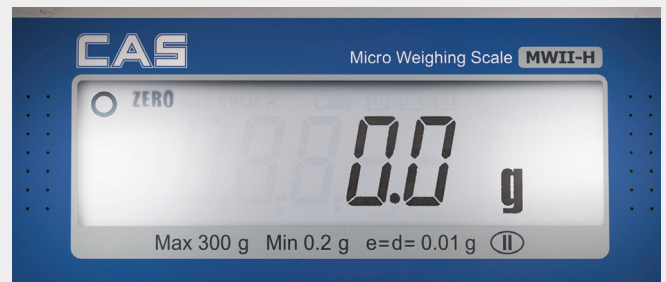 CAS
Micro Weighing Scale MWII-H
ZERO
0.0 g
Max 300 g Min 0.2 g e=d= 0.01 g II